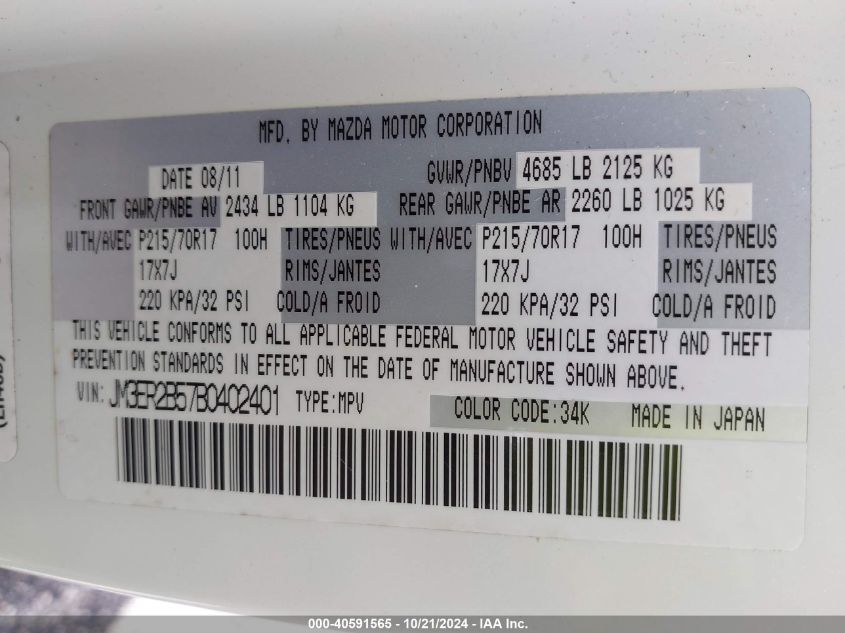 MFD. BY MAZDA MOTOR CORPORATION
DATE 08/11 GVWR/PNBV 4685 LB 2125 KG
FRONT GAWR/PNBE AV 2434 LB 1104 KG REAR GAWR/PNBE AR 2260 LB 1025 KG
WITH/AVEC P215/70R17 100H TIRES/PNEUS WITH/AVEC P215/70R17 100H TIRES/PNEUS
17X7J RIMS/JANTES 17X7J RIMS/JANTES
220 KPA/32 PSI COLD/A FROID 220 KPA/32 PSI COLD/A FROID
THIS VEHICLE CONFORMS TO ALL APPLICABLE FEDERAL MOTOR VEHICLE SAFETY AND THEFT
PREVENTION STANDARDS IN EFFECT ON THE DATE OF MANUFACTURE SHOWN ABOVE.
VIN: JM3ER2B57B0402401 TYPE:MPV COLOR CODE:34K MADE IN JAPAN
000-40591565 - 10/21/2024 - IAA Inc.